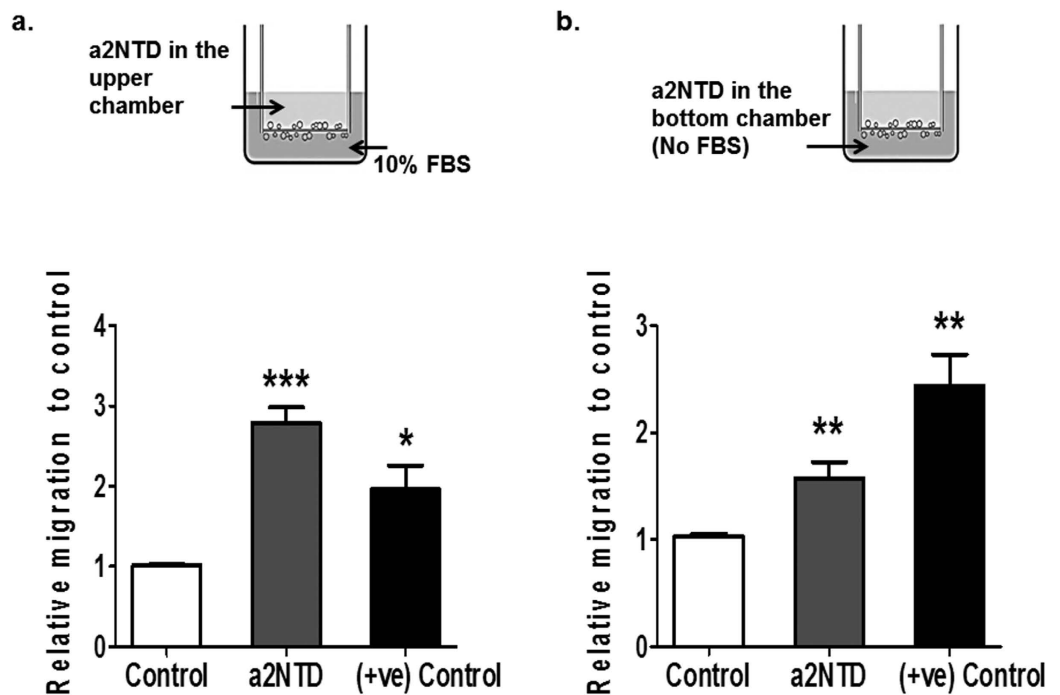 a.
a2NTD in the
upper
chamber
10% FBS
Relative migration to control
4
3
2
1
0
***
*
Control
a2NTD
(+ve) Control
b.
a2NTD in the
bottom chamber
(No FBS)
Relative migration to control
3
2
1
0
**
**
Control
a2NTD
(+ve) Control